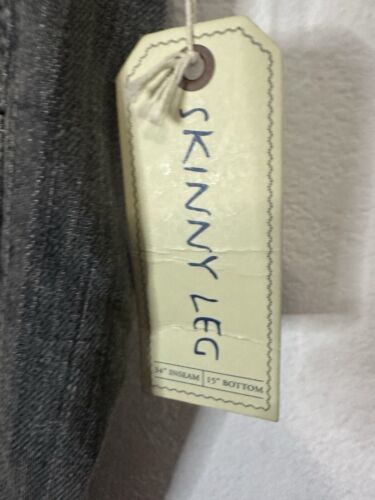 SKINNY LEG
34" INSEAM | 15" BOTTOM